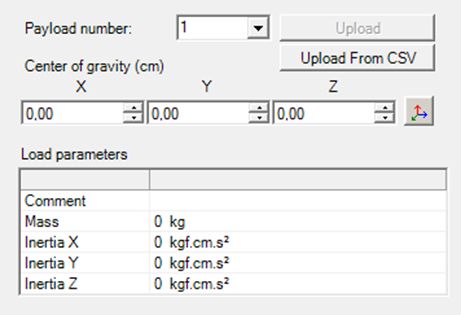 Payload number: 1 Upload
Upload From CSV
Center of gravity (cm)
X Y Z
0,00 0,00 0,00
Load parameters
Comment
Mass 0 kg
Inertia X 0 kgf.cm.s²
Inertia Y 0 kgf.cm.s²
Inertia Z 0 kgf.cm.s²